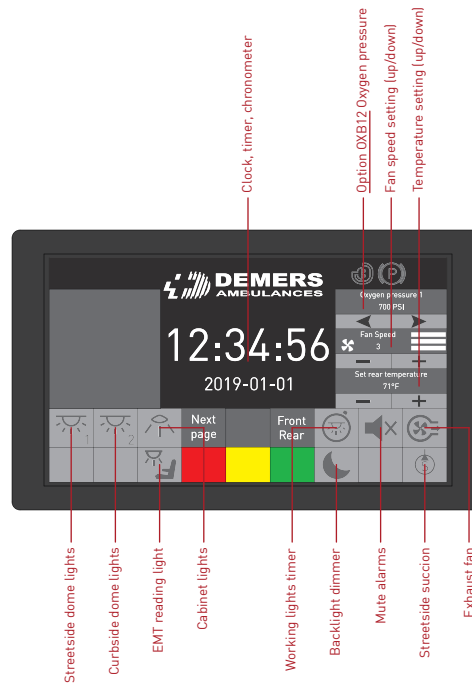 Clock, timer, chronometer
Option OXB12 Oxygen pressure
Fan speed setting (up/down)
Temperature setting (up/down)
DEMERS
AMBULANCES
P
Oxygen pressure 1
700 PSI
12:34:56
Fan Speed
3
2019-01-01
Set rear temperature
71°F
1
2
Next
page
Front
Rear
Streetside dome lights
Curbside dome lights
EMT reading light
Cabinet lights
Working lights timer
Backlight dimmer
Mute alarms
Streetside succion
Exhaust fan